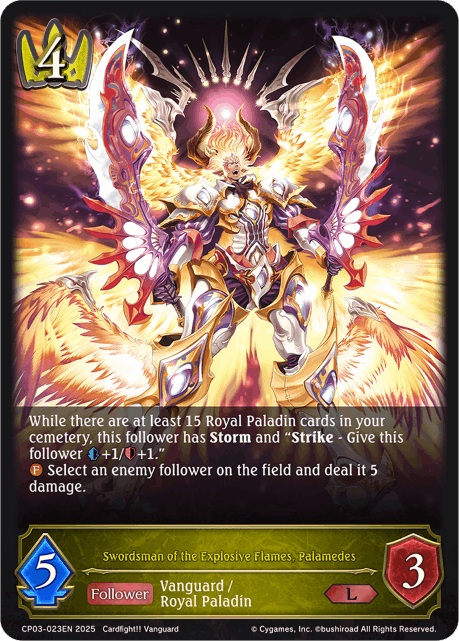 4
While there are at least 15 Royal Paladin cards in your
cemetery, this follower has Storm and “Strike - Give this
follower +1/+1.”
F Select an enemy follower on the field and deal it 5
damage.
Swordsman of the Explosive Flames, Palamedes
5
Follower
Vanguard /
Royal Paladin
L
3
CP03-023EN 2025 Cardfight!! Vanguard
© Cygames, Inc. ©bushiroad All Rights Reserved.